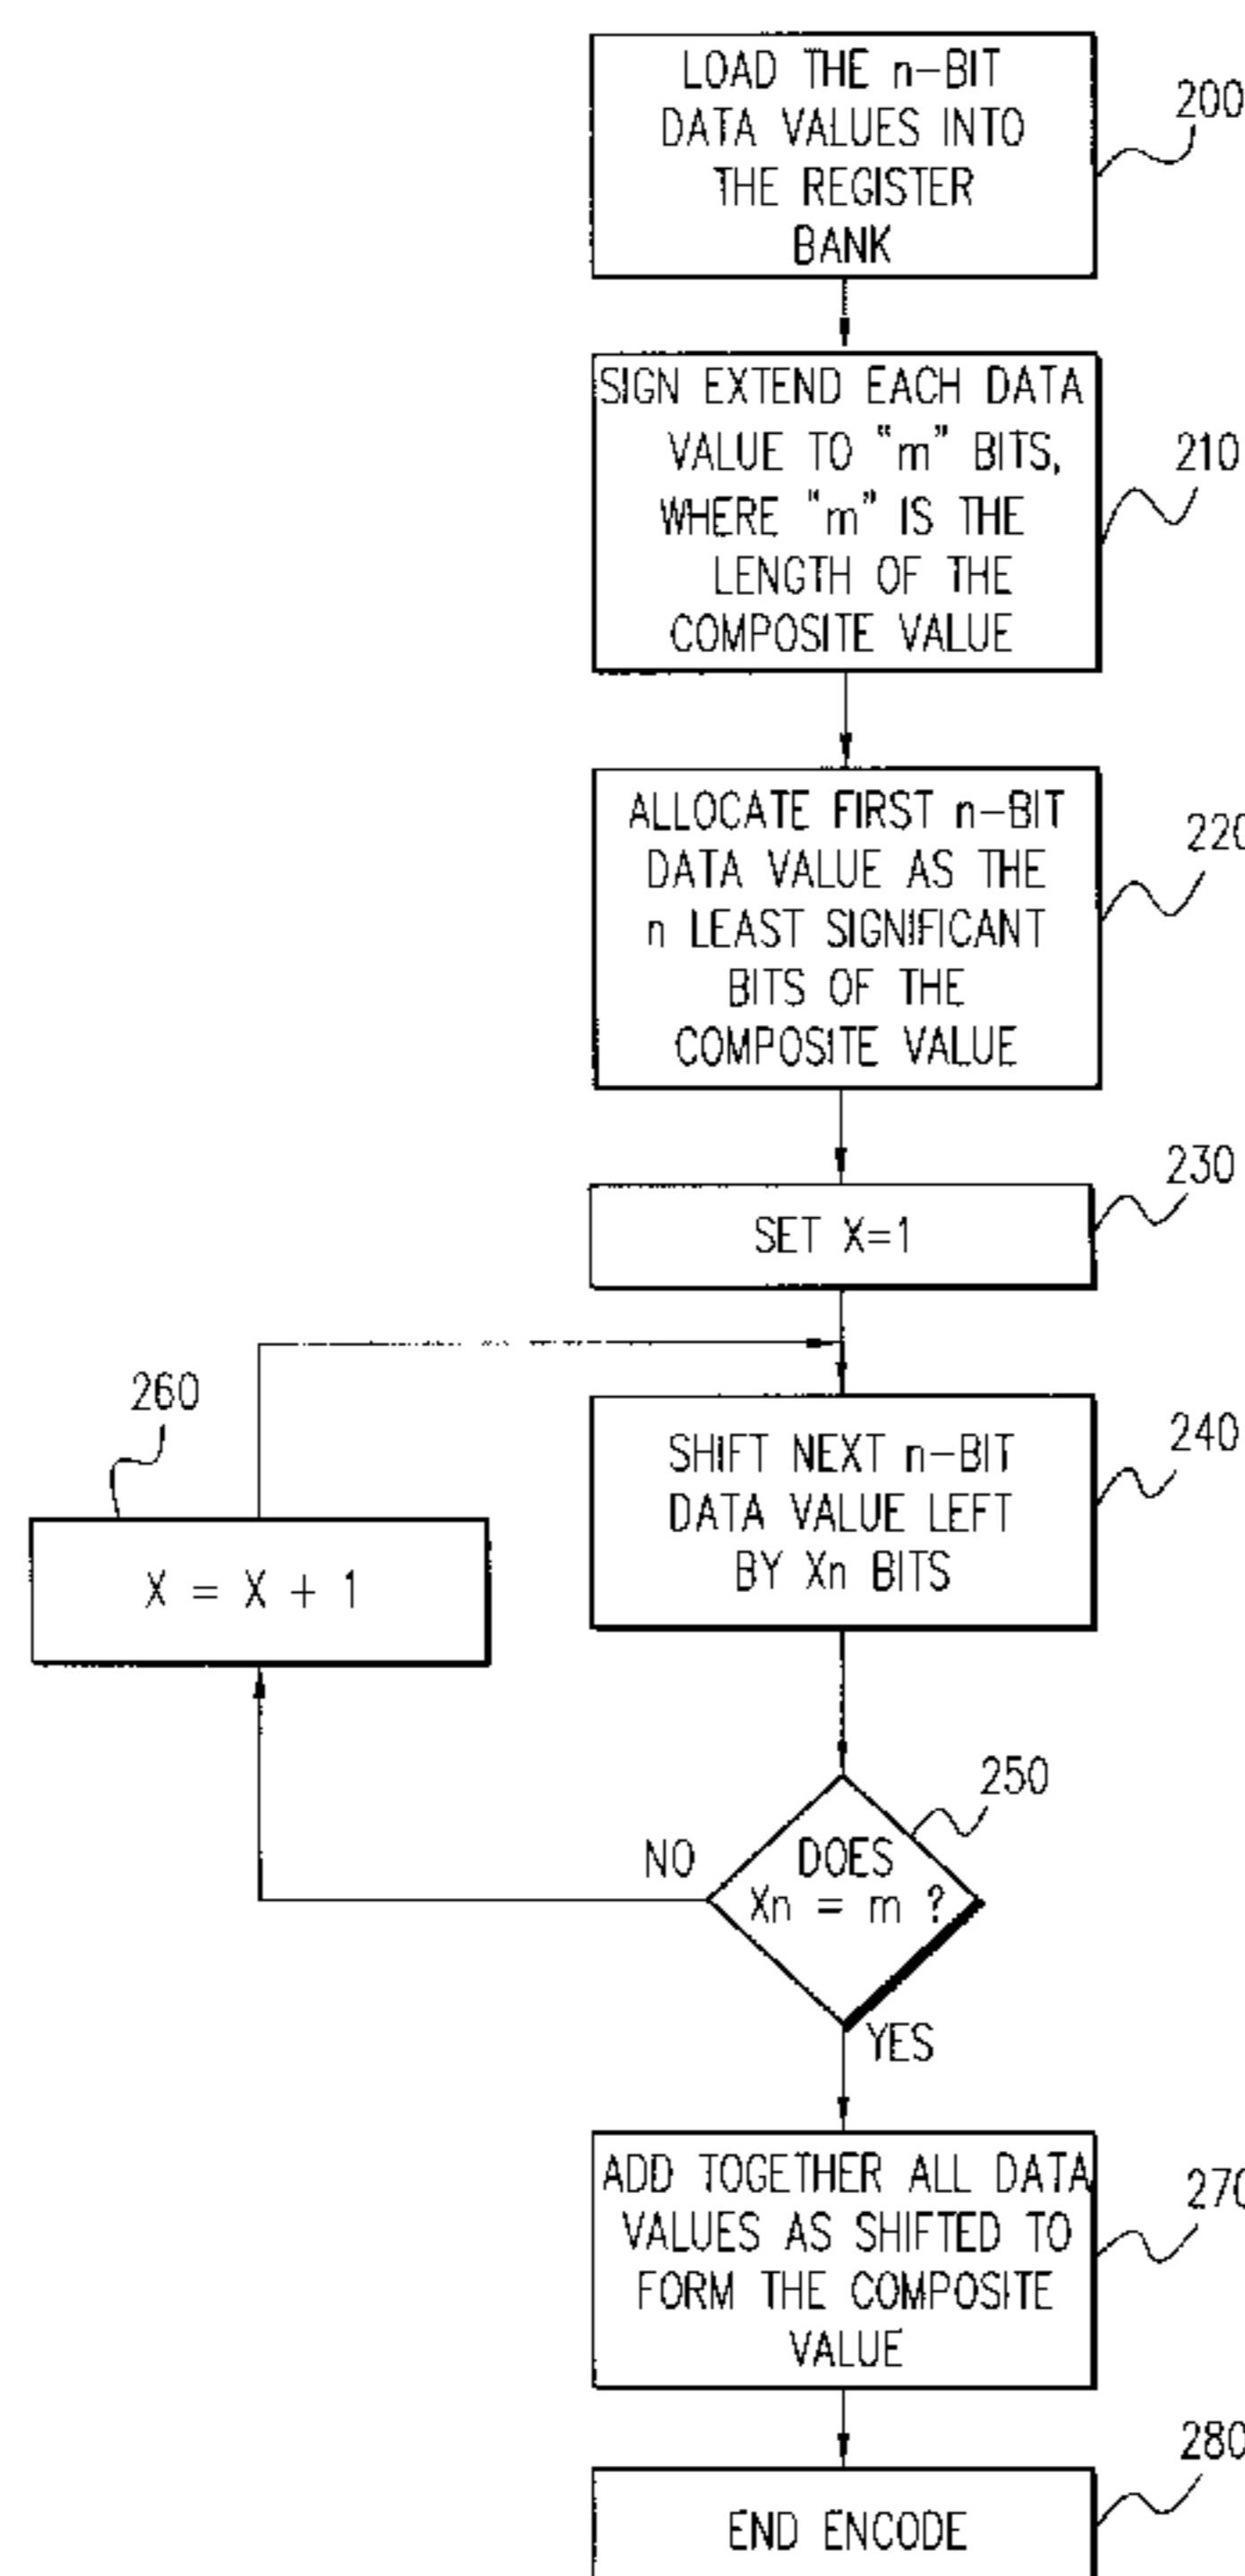 LOAD THE n-BIT
DATA VALUES INTO
THE REGISTER
BANK
200
SIGN EXTEND EACH DATA
VALUE TO "m" BITS,
WHERE "m" IS THE
LENGTH OF THE
COMPOSITE VALUE
210
ALLOCATE FIRST n-BIT
DATA VALUE AS THE
n LEAST SIGNIFICANT
BITS OF THE
COMPOSITE VALUE
220
SET X=1
230
260
X = X + 1
SHIFT NEXT n-BIT
DATA VALUE LEFT
BY Xn BITS
240
250
NO
DOES
Xn = m ?
YES
ADD TOGETHER ALL DATA
VALUES AS SHIFTED TO
FORM THE COMPOSITE
VALUE
270
280
END ENCODE